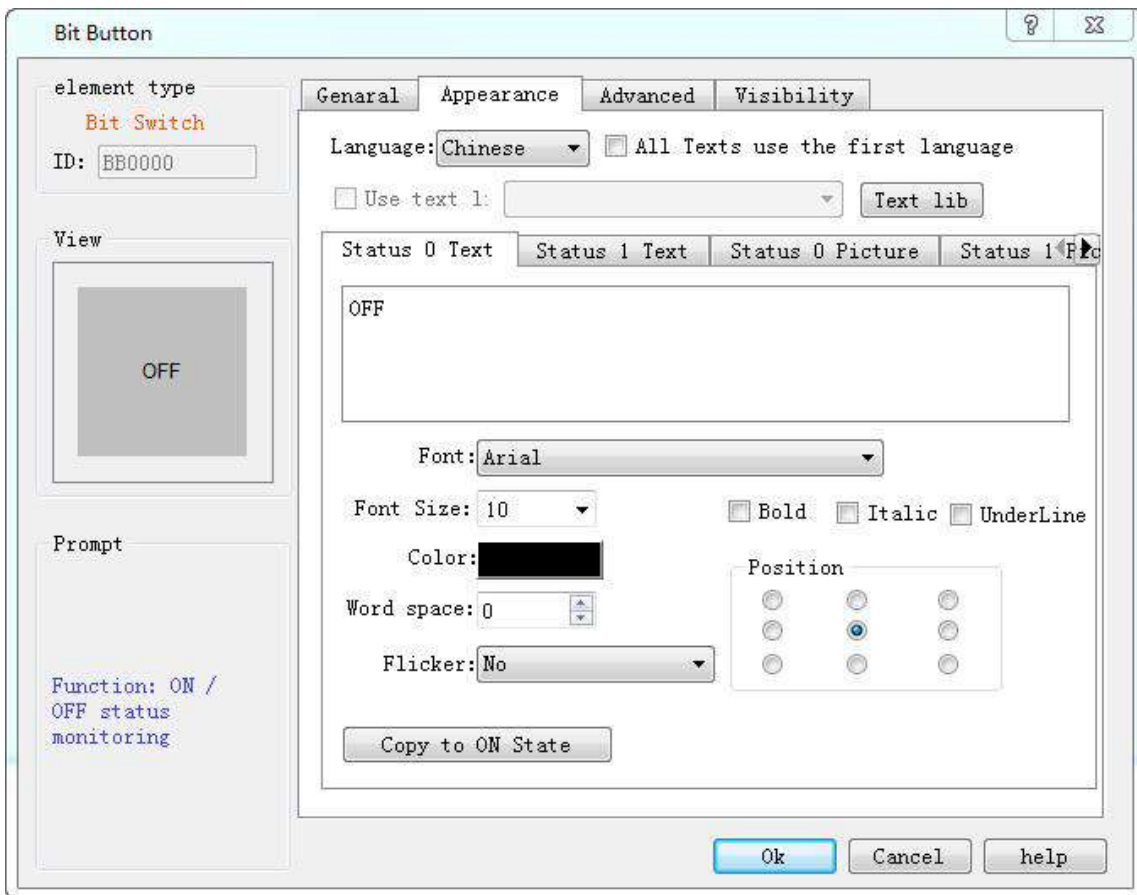 Bit Button
element type
Bit Switch
ID: BB0000
View
OFF
Prompt
Function: ON /
OFF status
monitoring
Genaral Appearance Advanced Visibility
Language: Chinese All Texts use the first language
Use text l: Text lib
Status 0 Text Status 1 Text Status 0 Picture Status 1 Pic
OFF
Font: Arial
Font Size: 10 Bold Italic UnderLine
Color:
Position
Word space: 0
Flicker: No
Copy to ON State
Ok Cancel help